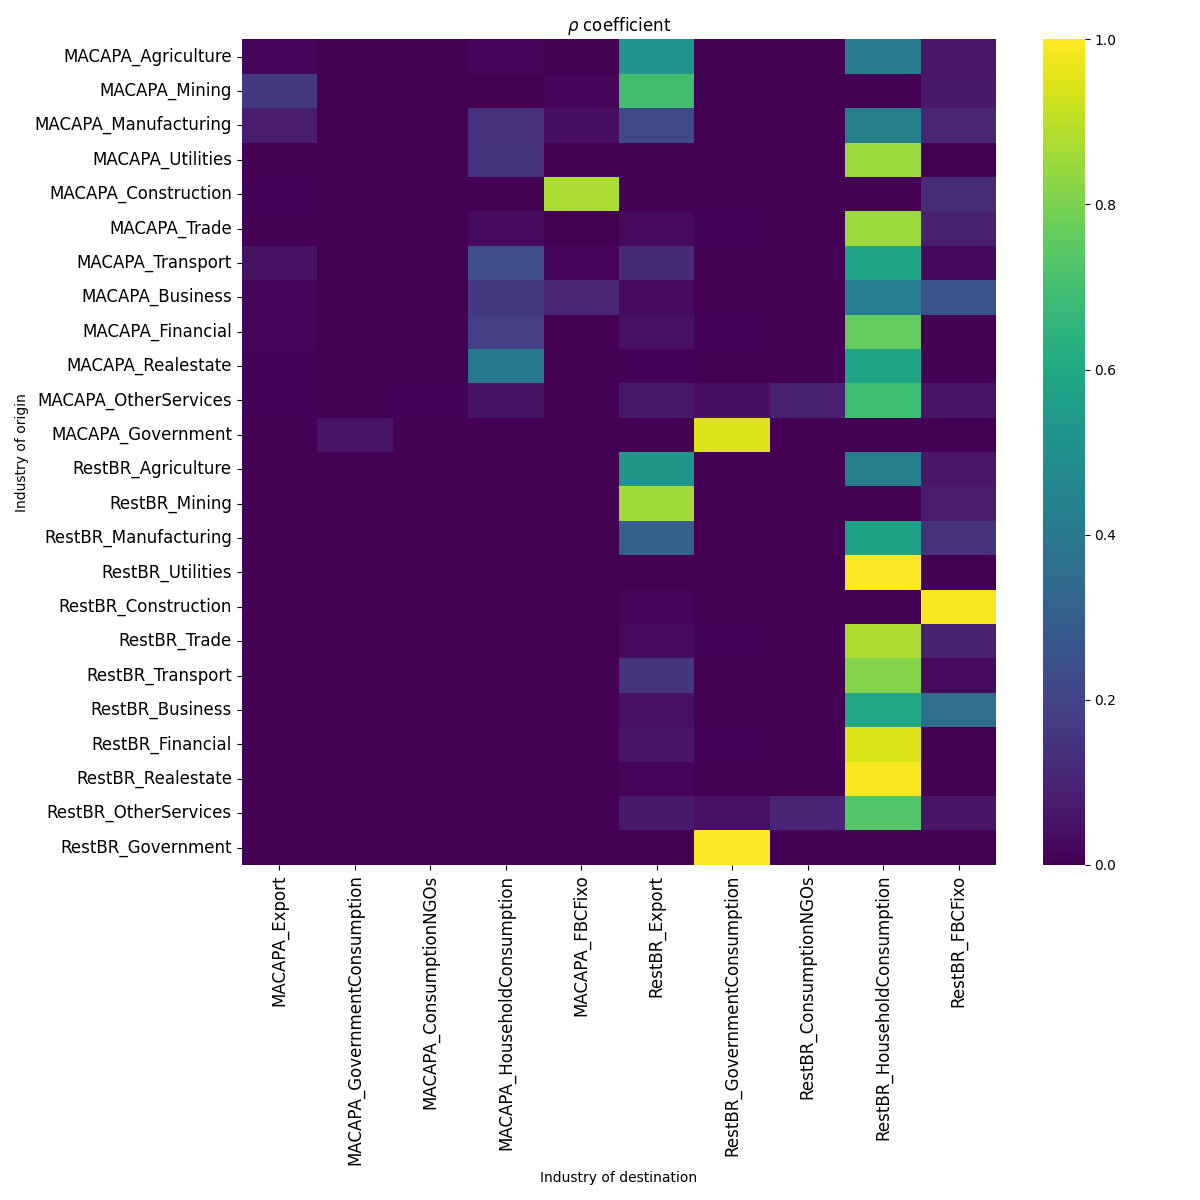 ρ coefficient
MACAPA_Agriculture
MACAPA_Mining
MACAPA_Manufacturing
MACAPA_Utilities
MACAPA_Construction
MACAPA_Trade
MACAPA_Transport
MACAPA_Business
MACAPA_Financial
MACAPA_Realestate
MACAPA_OtherServices
MACAPA_Government
RestBR_Agriculture
RestBR_Mining
RestBR_Manufacturing
RestBR_Utilities
RestBR_Construction
RestBR_Trade
RestBR_Transport
RestBR_Business
RestBR_Financial
RestBR_Realestate
RestBR_OtherServices
RestBR_Government
Industry of origin
MACAPA_Export
MACAPA_GovernmentConsumption
MACAPA_ConsumptionNGOs
MACAPA_HouseholdConsumption
MACAPA_FBCFixo
RestBR_Export
RestBR_GovernmentConsumption
RestBR_ConsumptionNGOs
RestBR_HouseholdConsumption
RestBR_FBCFixo
Industry of destination
1.0
0.8
0.6
0.4
0.2
0.0